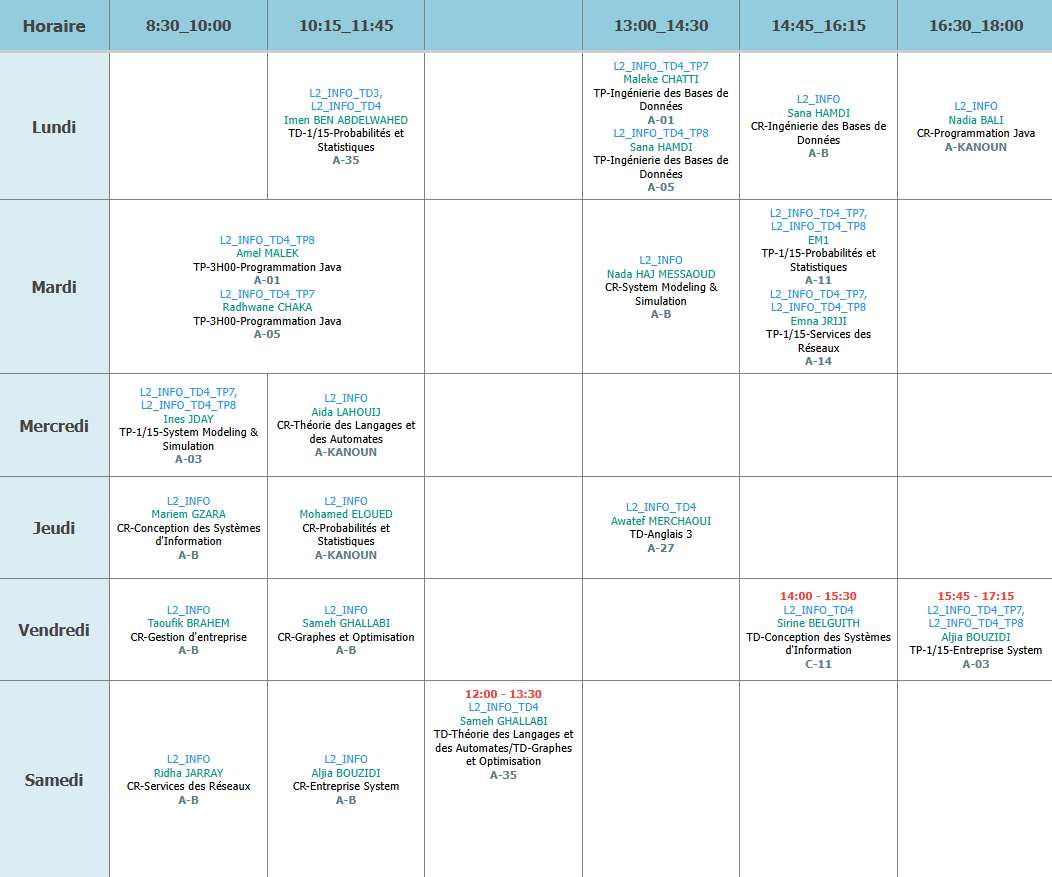 Horaire
8:30_10:00
10:15_11:45
13:00_14:30
14:45_16:15
16:30_18:00
Lundi
L2_INFO_TD3,
L2_INFO_TD4
Imen BEN ABDELWAHED
TD-1/15-Probabilités et
Statistiques
A-35
L2_INFO_TD4_TP7
Maleke CHATTI
TP-Ingénierie des Bases de
Données
A-01
L2_INFO_TD4_TP8
Sana HAMDI
TP-Ingénierie des Bases de
Données
A-05
L2_INFO
Sana HAMDI
CR-Ingénierie des Bases de
Données
A-B
L2_INFO
Nadia BALI
CR-Programmation Java
A-KANOUN
Mardi
L2_INFO_TD4_TP8
Amel MALEK
TP-3H00-Programmation Java
A-01
L2_INFO_TD4_TP7
Radhwane CHAKA
TP-3H00-Programmation Java
A-05
L2_INFO
Nada HAJ MESSAOUD
CR-System Modeling &
Simulation
A-B
L2_INFO_TD4_TP7,
L2_INFO_TD4_TP8
EM1
TP-1/15-Probabilités et
Statistiques
A-11
L2_INFO_TD4_TP7,
L2_INFO_TD4_TP8
Emna JRIJI
TP-1/15-Services des
Réseaux
A-14
Mercredi
L2_INFO_TD4_TP7,
L2_INFO_TD4_TP8
Ines JDAY
TP-1/15-System Modeling &
Simulation
A-03
L2_INFO
Aida LAHOUIJ
CR-Théorie des Langages et
des Automates
A-KANOUN
Jeudi
L2_INFO
Mariem GZARA
CR-Conception des Systèmes
d'Information
A-B
L2_INFO
Mohamed ELOUED
CR-Probabilités et
Statistiques
A-KANOUN
L2_INFO_TD4
Awatef MERCHAOUI
TD-Anglais 3
A-27
Vendredi
L2_INFO
Taoufik BRAHEM
CR-Gestion d'entreprise
A-B
L2_INFO
Sameh GHALLABI
CR-Graphes et Optimisation
A-B
14:00 - 15:30
L2_INFO_TD4
Sirine BELGUITH
TD-Conception des Systèmes
d'Information
C-11
15:45 - 17:15
L2_INFO_TD4_TP7,
L2_INFO_TD4_TP8
Aljia BOUZIDI
TP-1/15-Entreprise System
A-03
Samedi
L2_INFO
Ridha JARRAY
CR-Services des Réseaux
A-B
L2_INFO
Aljia BOUZIDI
CR-Entreprise System
A-B
12:00 - 13:30
L2_INFO_TD4
Sameh GHALLABI
TD-Théorie des Langages et
des Automates/TD-Graphes
et Optimisation
A-35